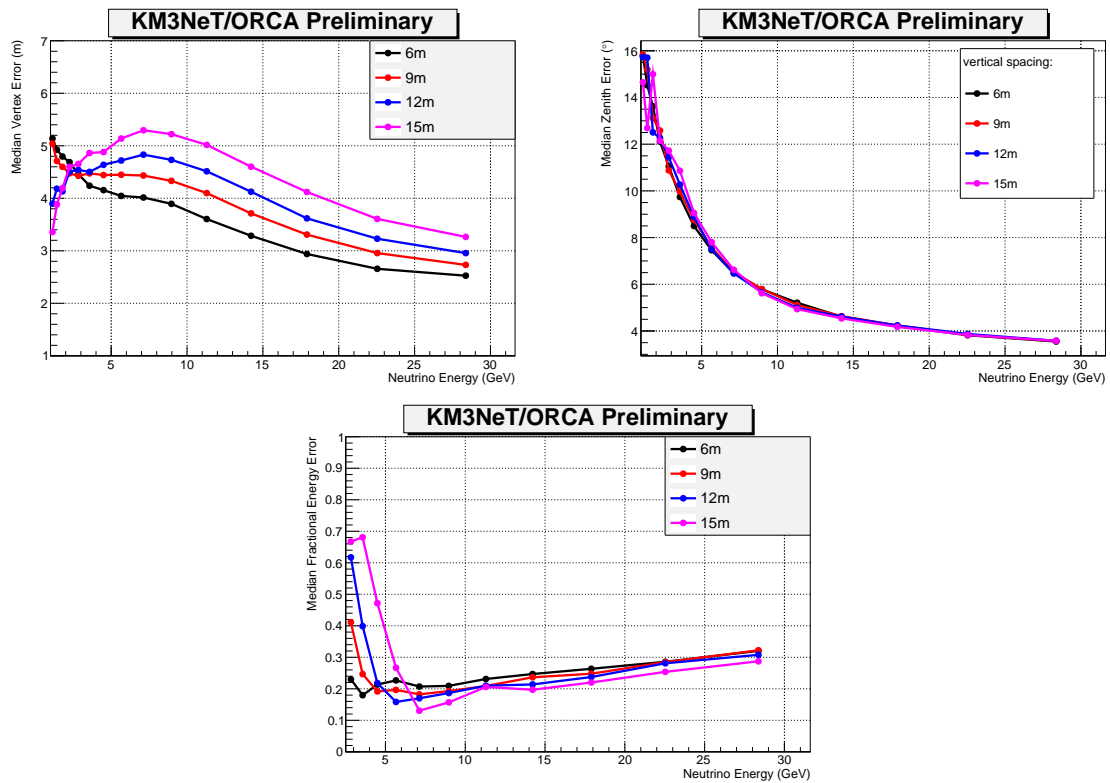 KM3NeT/ORCA Preliminary
Median Vertex Error (m)
7
6
5
4
3
2
1
5
10
15
20
25
30
Neutrino Energy (GeV)
6m
9m
12m
15m
KM3NeT/ORCA Preliminary
Median Zenith Error (°)
16
14
12
10
8
6
4
5
10
15
20
25
30
Neutrino Energy (GeV)
vertical spacing:
6m
9m
12m
15m
KM3NeT/ORCA Preliminary
Median Fractional Energy Error
1
0.9
0.8
0.7
0.6
0.5
0.4
0.3
0.2
0.1
0
5
10
15
20
25
30
Neutrino Energy (GeV)
6m
9m
12m
15m